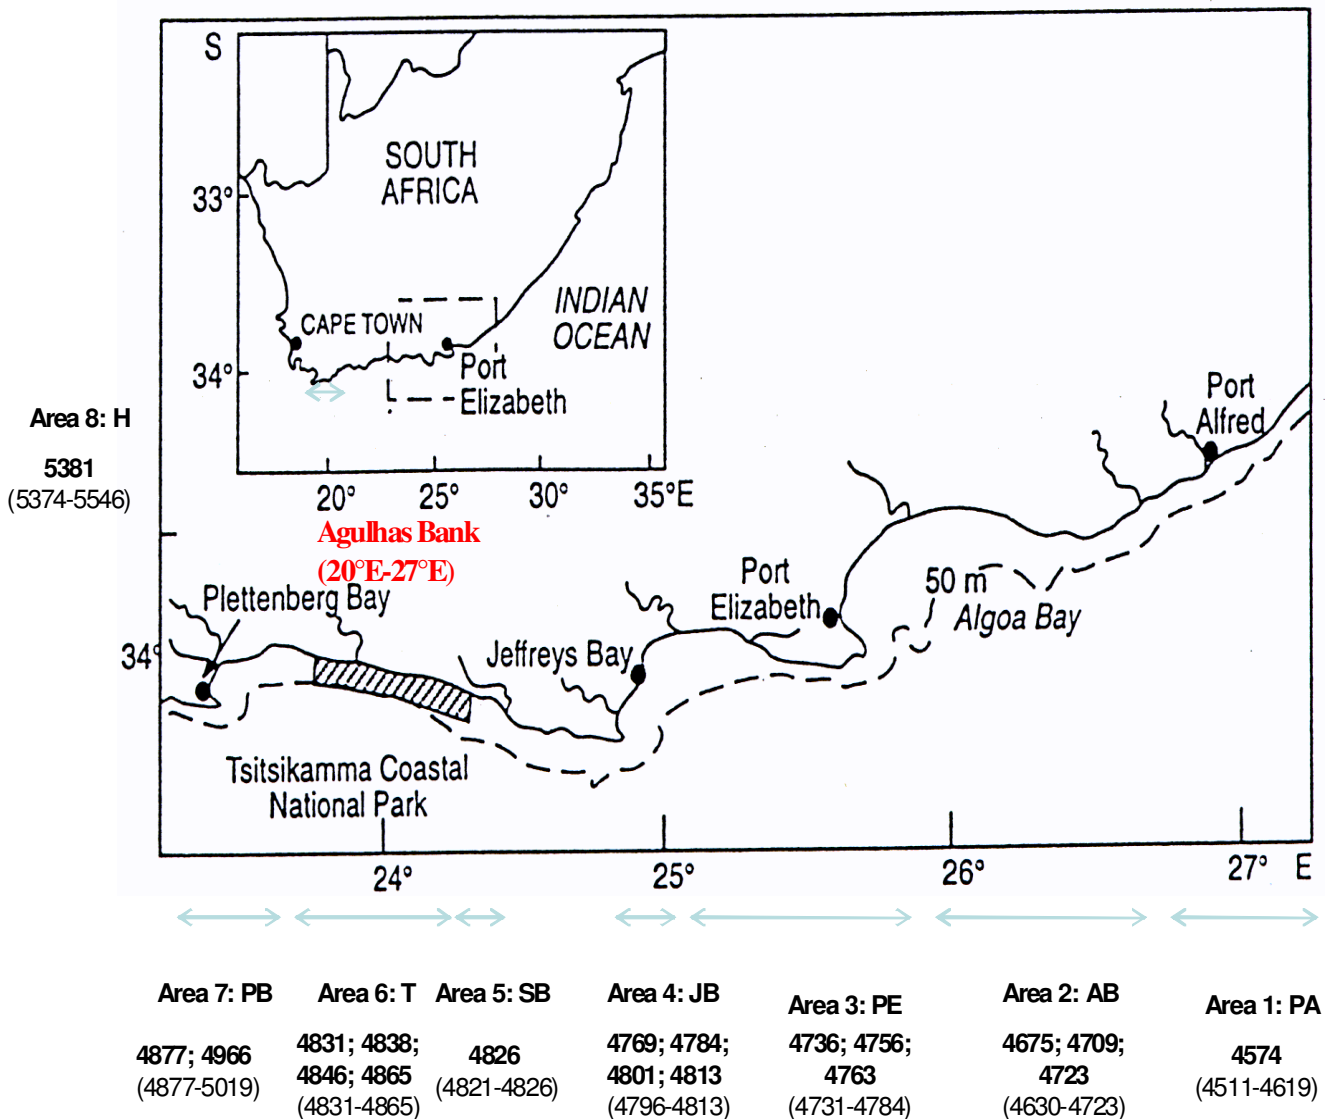 S
SOUTH
AFRICA
33°
INDIAN
OCEAN
CAPE TOWN
34°
Port
Elizabeth
20°
25°
30°
35°E
Area 8: H
5381
(5374-5546)
Agulhas Bank
(20°E-27°E)
Port
Alfred
Plettenberg Bay
Port
Elizabeth
50 m
Algoa Bay
34°
Jeffreys Bay
Tsitsikamma Coastal
National Park
24°
25°
26°
27°
E
Area 7: PB
4877; 4966
(4877-5019)
Area 6: T
4831; 4838;
4846; 4865
(4831-4865)
Area 5: SB
4826
(4821-4826)
Area 4: JB
4769; 4784;
4801; 4813
(4796-4813)
Area 3: PE
4736; 4756;
4763
(4731-4784)
Area 2: AB
4675; 4709;
4723
(4630-4723)
Area 1: PA
4574
(4511-4619)